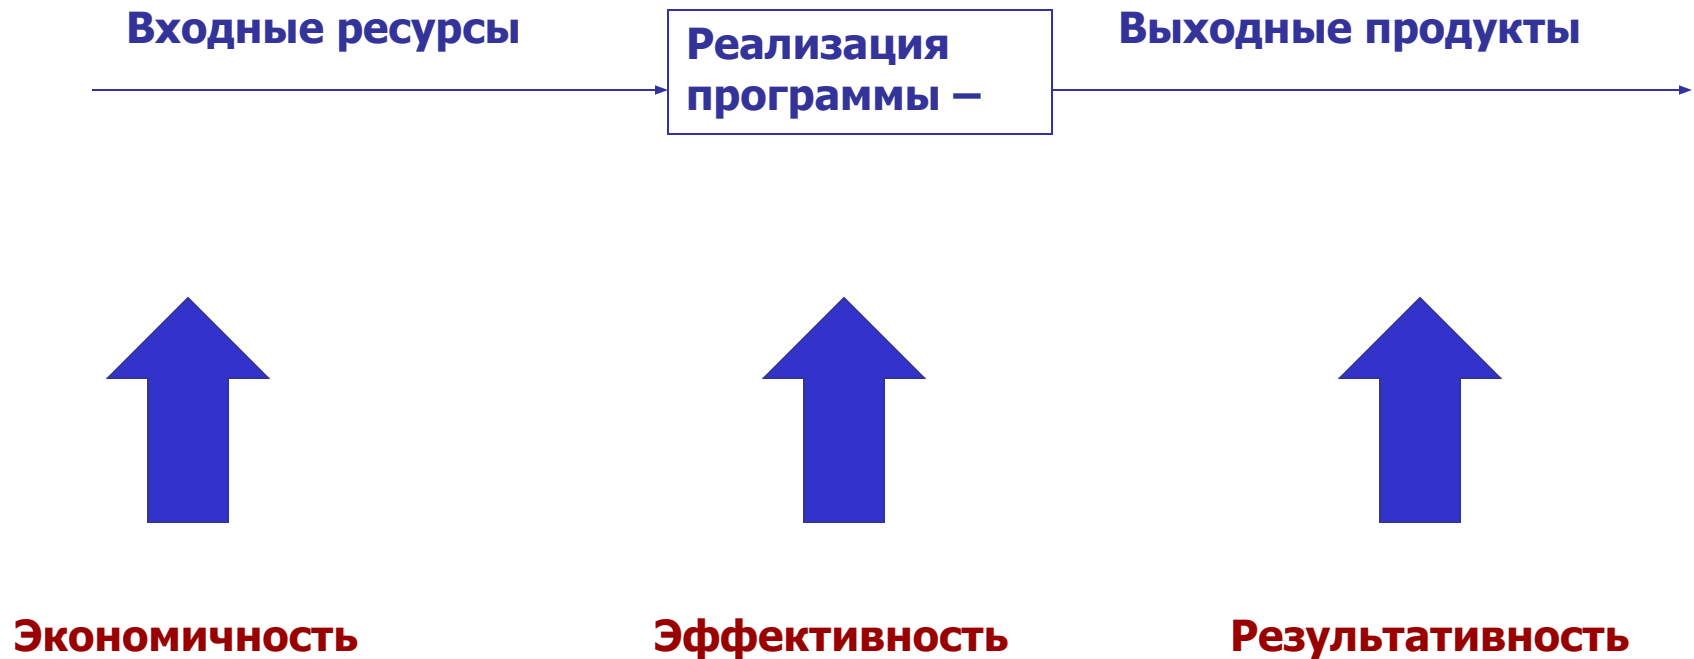 Входные ресурсы
Реализация
программы –
Выходные продукты
Экономичность
Эффективность
Результативность